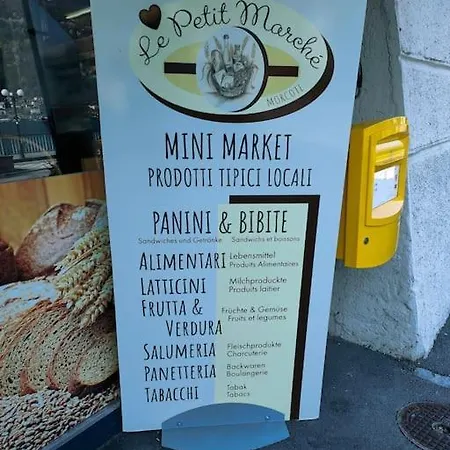 Le Petit Marché
MORCOTE
MINI MARKET
PRODOTTI TIPICI LOCALI
PANINI & BIBITE
Sandwiches und Getränke Sandwichs et boissons
ALIMENTARI Lebensmittel
Produits Alimentaires
LATTICINI Milchprodukte
Produits laitier
FRUTTA & Früchte & Gemüse
VERDURA Fruits et legumes
SALUMERIA Fleischprodukte
Charcuterie
PANETTERIA Backwaren
Boulangerie
TABACCHI Tabak
Tabacs